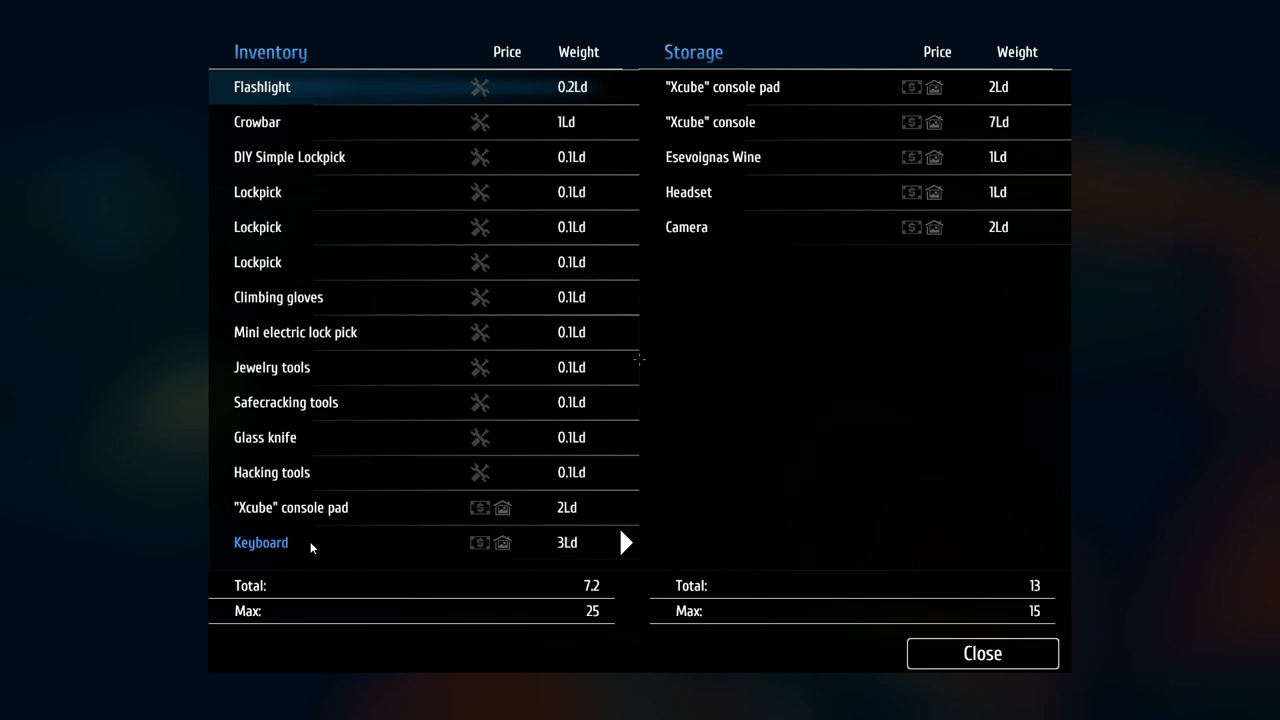 Inventory Price Weight
Flashlight 0.2Ld
Crowbar 1Ld
DIY Simple Lockpick 0.1Ld
Lockpick 0.1Ld
Lockpick 0.1Ld
Lockpick 0.1Ld
Climbing gloves 0.1Ld
Mini electric lock pick 0.1Ld
Jewelry tools 0.1Ld
Safecracking tools 0.1Ld
Glass knife 0.1Ld
Hacking tools 0.1Ld
"Xcube" console pad 2Ld
Keyboard 3Ld
Total: 7.2
Max: 25
Storage Price Weight
"Xcube" console pad 2Ld
"Xcube" console 7Ld
Esevoignas Wine 1Ld
Headset 1Ld
Camera 2Ld
Total: 13
Max: 15
Close